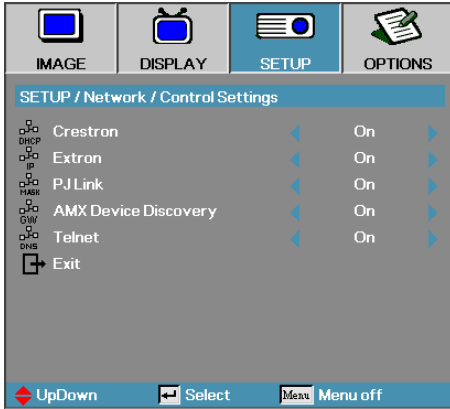 IMAGE DISPLAY SETUP OPTIONS
SETUP / Network / Control Settings
DHCP Crestron On
IP Extron On
MASK PJ Link On
GW AMX Device Discovery On
DNS Telnet On
Exit
UpDown Select Menu Menu off